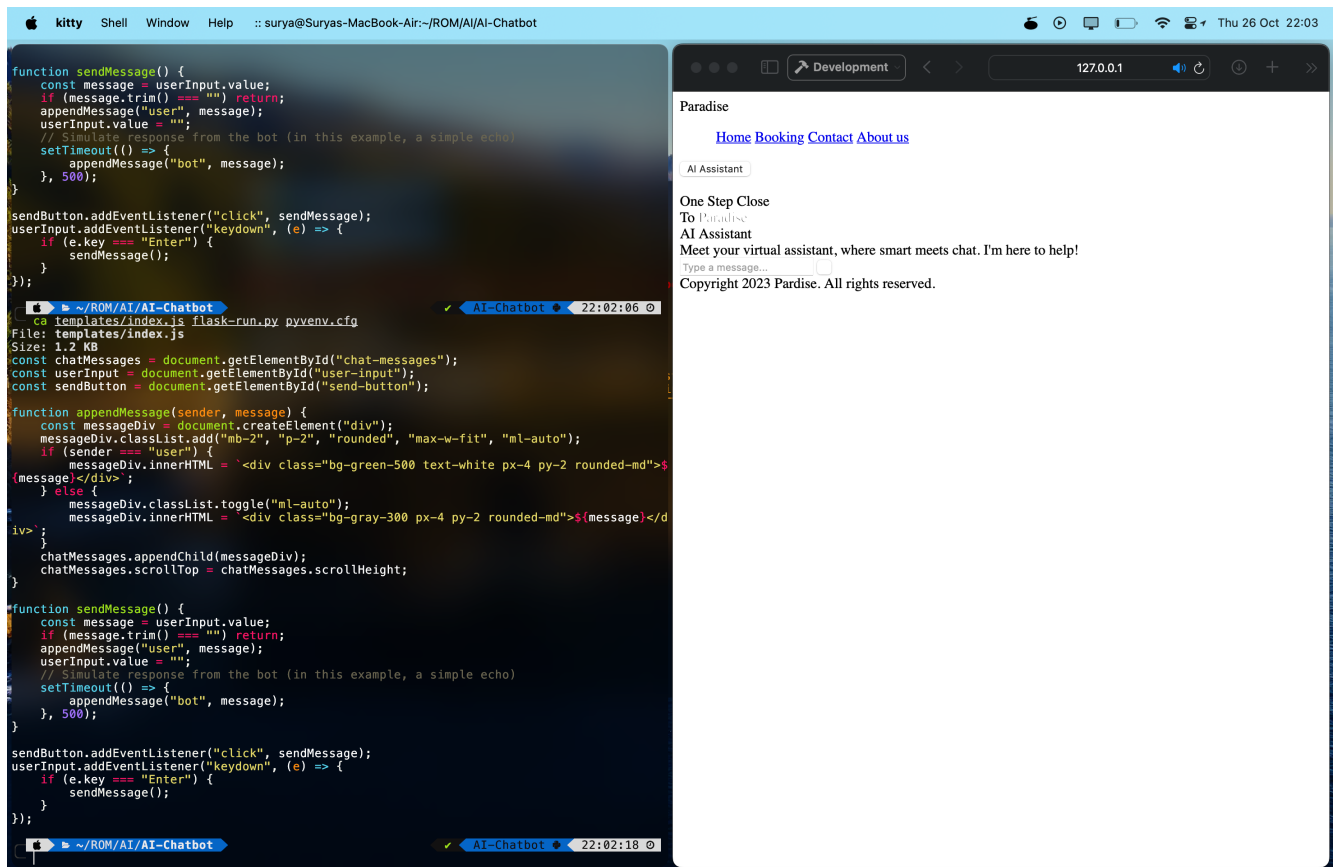 kitty Shell Window Help :: surya@Suryas-MacBook-Air:~/ROM/AI/AI-Chatbot Thu 26 Oct 22:03
function sendMessage() {
    const message = userInput.value;
    if (message.trim() === "") return;
    appendMessage("user", message);
    userInput.value = "";
    // Simulate response from the bot (in this example, a simple echo)
    setTimeout(() => {
        appendMessage("bot", message);
    }, 500);
}
sendButton.addEventListener("click", sendMessage);
userInput.addEventListener("keydown", (e) => {
    if (e.key === "Enter") {
        sendMessage();
    }
});
~/ROM/AI/AI-Chatbot ✔ AI-Chatbot 22:02:06
ca templates/index.js flask-run.py pyvenv.cfg
File: templates/index.js
Size: 1.2 KB
const chatMessages = document.getElementById("chat-messages");
const userInput = document.getElementById("user-input");
const sendButton = document.getElementById("send-button");
function appendMessage(sender, message) {
    const messageDiv = document.createElement("div");
    messageDiv.classList.add("mb-2", "p-2", "rounded", "max-w-fit", "ml-auto");
    if (sender === "user") {
        messageDiv.innerHTML = `<div class="bg-green-500 text-white px-4 py-2 rounded-md">$
{message}</div>`;
    } else {
        messageDiv.classList.toggle("ml-auto");
        messageDiv.innerHTML = `<div class="bg-gray-300 px-4 py-2 rounded-md">${message}</d
iv>`;
    }
    chatMessages.appendChild(messageDiv);
    chatMessages.scrollTop = chatMessages.scrollHeight;
}
function sendMessage() {
    const message = userInput.value;
    if (message.trim() === "") return;
    appendMessage("user", message);
    userInput.value = "";
    // Simulate response from the bot (in this example, a simple echo)
    setTimeout(() => {
        appendMessage("bot", message);
    }, 500);
}
sendButton.addEventListener("click", sendMessage);
userInput.addEventListener("keydown", (e) => {
    if (e.key === "Enter") {
        sendMessage();
    }
});
~/ROM/AI/AI-Chatbot ✔ AI-Chatbot 22:02:18
Development 127.0.0.1
Paradise
Home Booking Contact About us
AI Assistant
One Step Close
To Paradise
AI Assistant
Meet your virtual assistant, where smart meets chat. I'm here to help!
Type a message...
Copyright 2023 Pardise. All rights reserved.